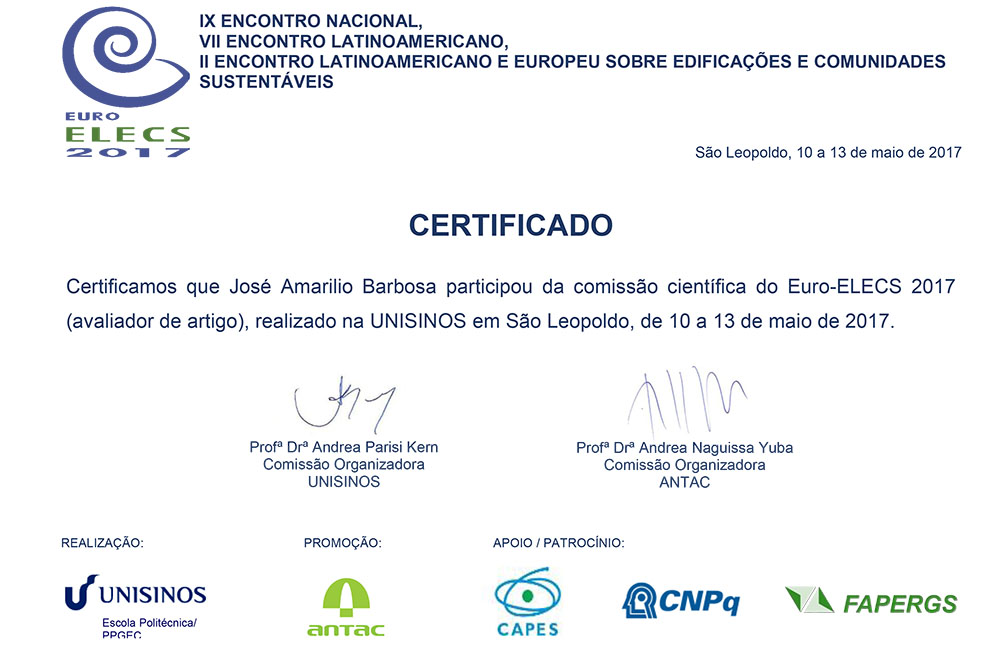 IX ENCONTRO NACIONAL,
VII ENCONTRO LATINOAMERICANO,
II ENCONTRO LATINOAMERICANO E EUROPEU SOBRE EDIFICAÇÕES E COMUNIDADES
SUSTENTÁVEIS
EURO
ELECS
2017
São Leopoldo, 10 a 13 de maio de 2017
CERTIFICADO
Certificamos que José Amarilio Barbosa participou da comissão científica do Euro-ELECS 2017
(avaliador de artigo), realizado na UNISINOS em São Leopoldo, de 10 a 13 de maio de 2017.
Profª Drª Andrea Parisi Kern
Comissão Organizadora
UNISINOS
Profª Drª Andrea Naguissa Yuba
Comissão Organizadora
ANTAC
REALIZAÇÃO:
UNISINOS
Escola Politécnica/
PPGEC
PROMOÇÃO:
antac
APOIO / PATROCÍNIO:
CAPES
CNPq
FAPERGS